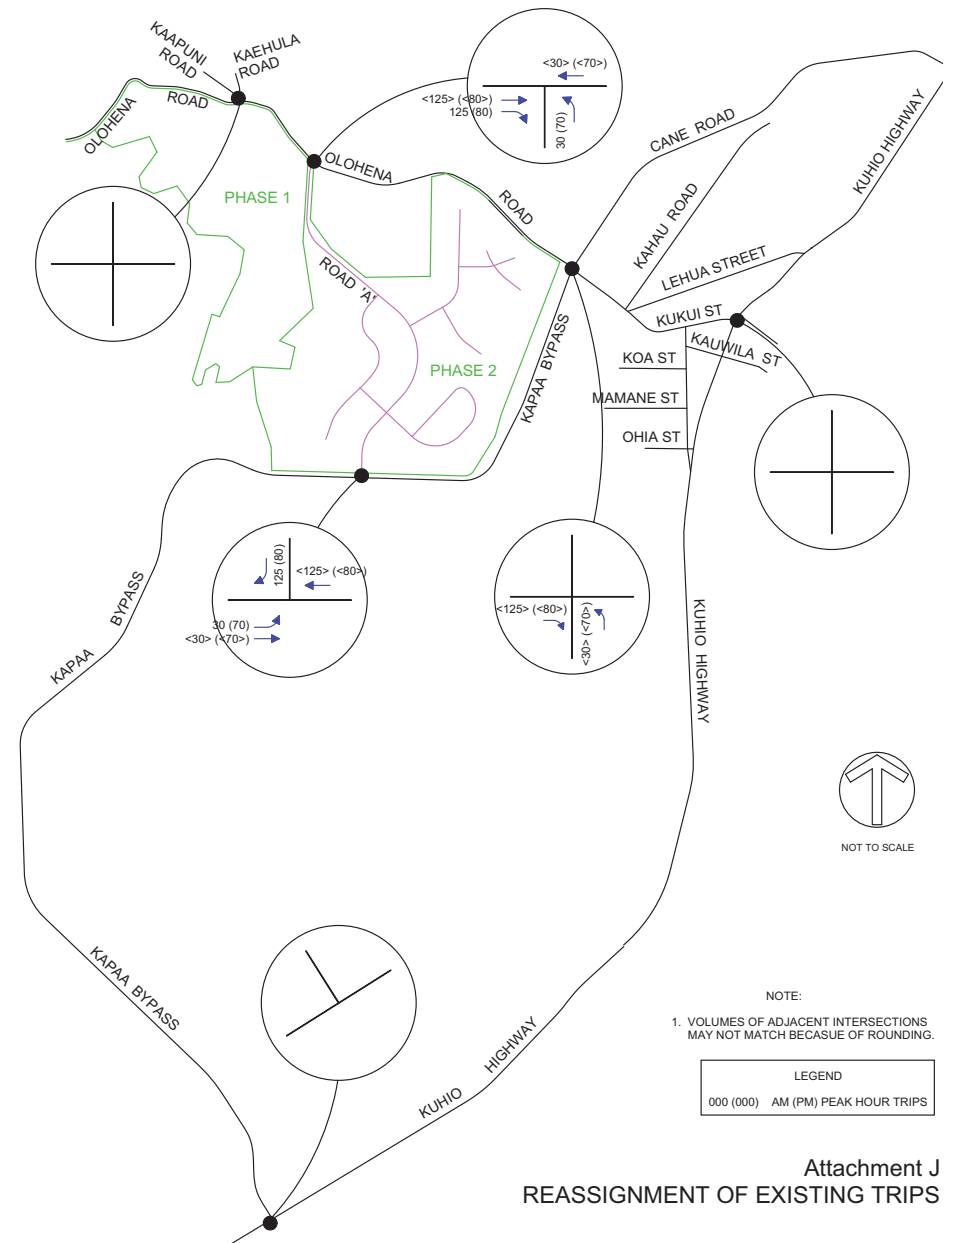 KAAPUNI
ROAD
KAEHULA
ROAD
OLOHENA
ROAD
<30> (<70>)
<125> (<80>)
125 (80)
30 (70)
CANE ROAD
KUHIO HIGHWAY
OLOHENA
ROAD
KAHAU ROAD
PHASE 1
ROAD 'A'
LEHUA STREET
KUKUI ST
KAUWILA ST
KOA ST
MAMANE ST
OHIA ST
PHASE 2
KAPAA BYPASS
125 (80)
<125> (<80>)
30 (70)
<30> (<70>)
<125> (<80>)
<30> (<70>)
KAPAA
BYPASS
KUHIO HIGHWAY
NOT TO SCALE
KAPAA BYPASS
KUHIO
HIGHWAY
NOTE:
1. VOLUMES OF ADJACENT INTERSECTIONS
MAY NOT MATCH BECASUE OF ROUNDING.
LEGEND
000 (000) AM (PM) PEAK HOUR TRIPS
Attachment J
REASSIGNMENT OF EXISTING TRIPS